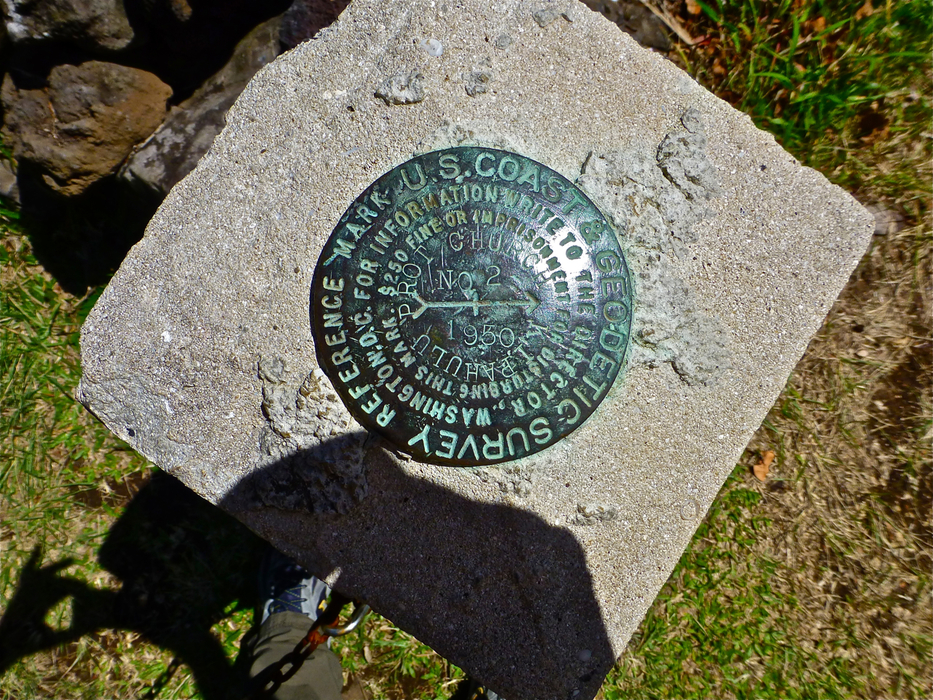 U.S. COAST & GEODETIC SURVEY
REFERENCE MARK
FOR INFORMATION WRITE TO THE DIRECTOR, WASHINGTON, D.C.
$250 FINE OR IMPRISONMENT FOR DISTURBING THIS MARK.
NO 2
1950